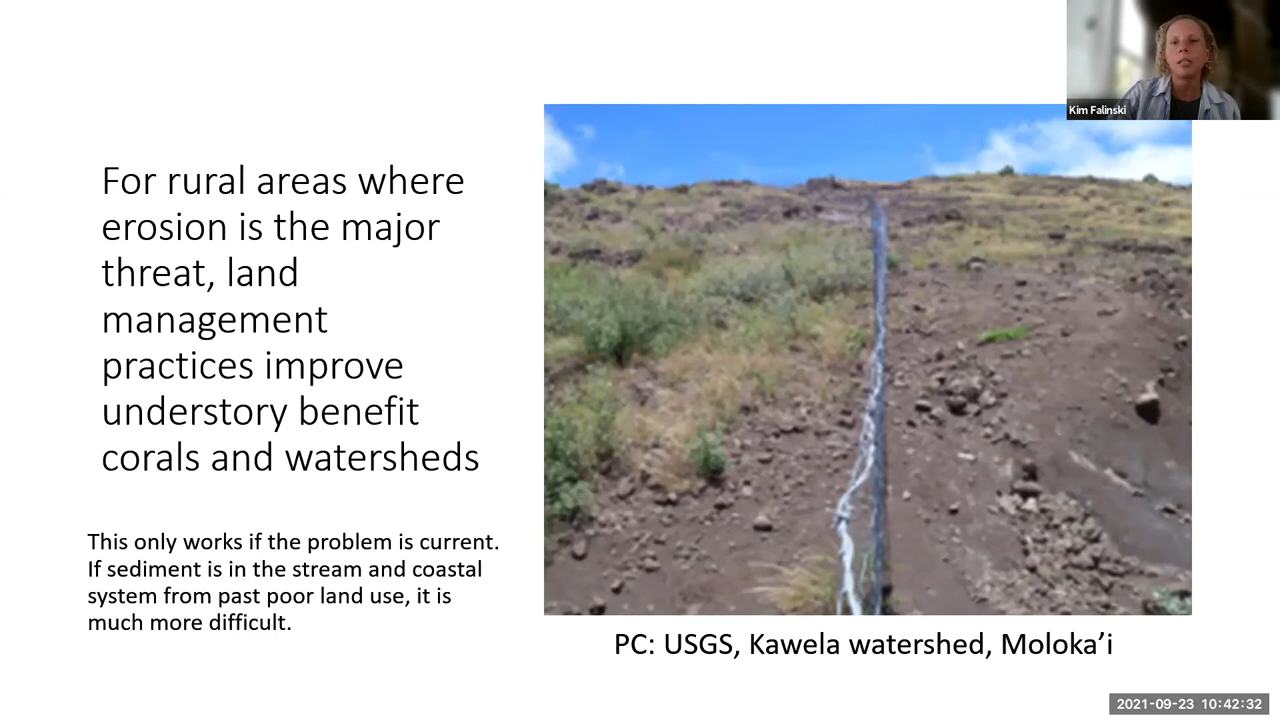 Kim Falinski
For rural areas where
erosion is the major
threat, land
management
practices improve
understory benefit
corals and watersheds
This only works if the problem is current.
If sediment is in the stream and coastal
system from past poor land use, it is
much more difficult.
PC: USGS, Kawela watershed, Moloka’i
2021-09-23 10:42:32